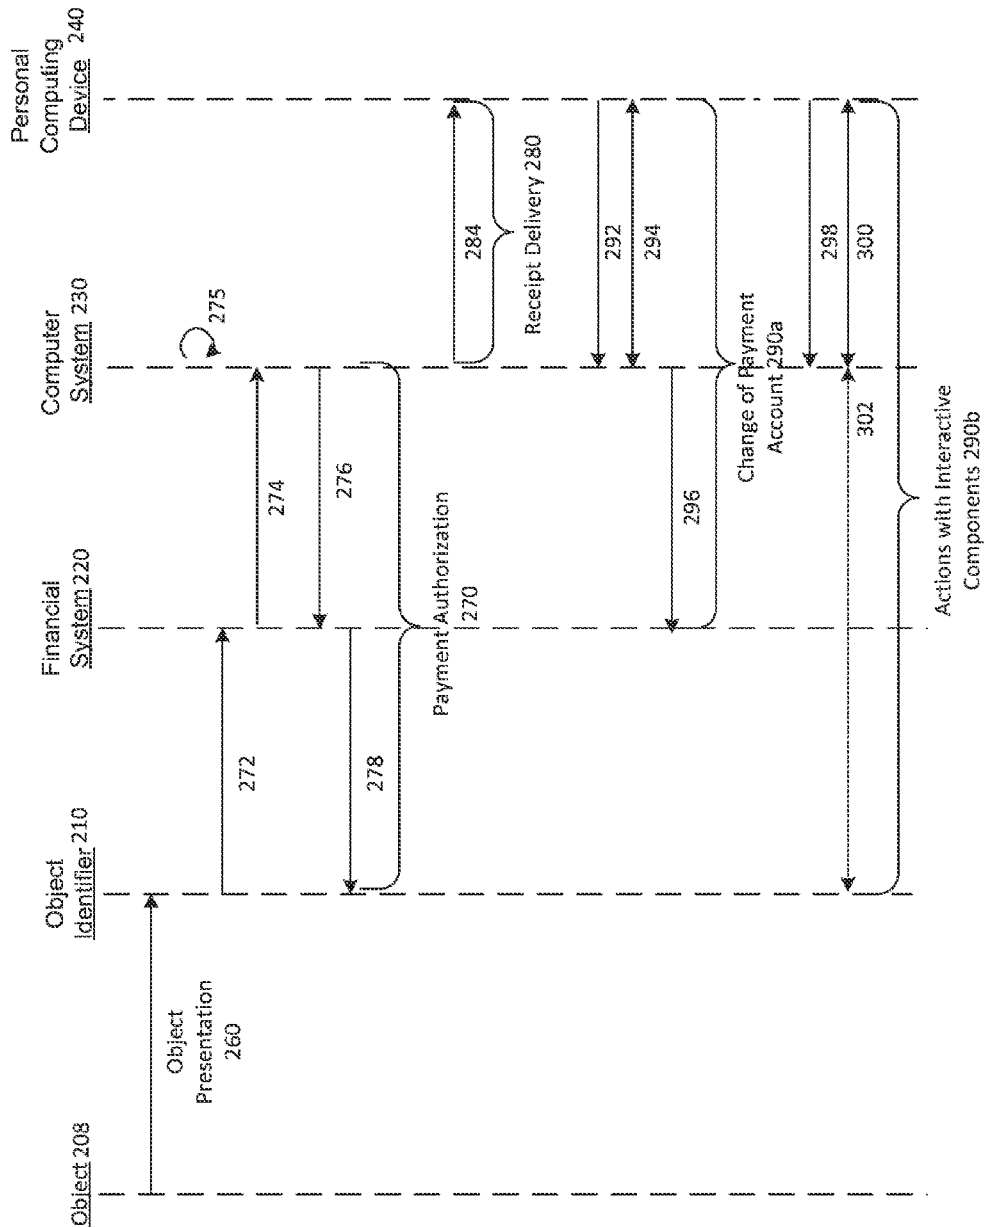 Object 208
Object
Identifier 210
Financial
System 220
Computer
System 230
Personal
Computing
Device 240
Object
Presentation
260
272
274
275
276
278
Payment Authorization
270
284
Receipt Delivery 280
292
294
296
Change of Payment
Account 290a
298
300
302
Actions with Interactive
Components 290b